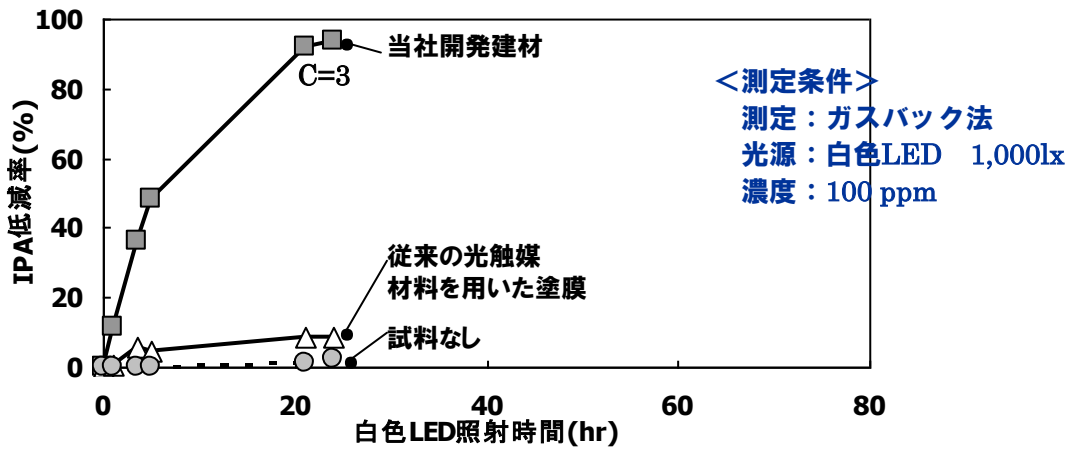 100
80
60
40
20
0
IPA低減率(%)
0
20
40
60
80
白色LED照射時間(hr)
当社開発建材
C=3
従来の光触媒
材料を用いた塗膜
試料なし
＜測定条件＞
測定：ガスバック法
光源：白色LED　1,000lx
濃度：100 ppm